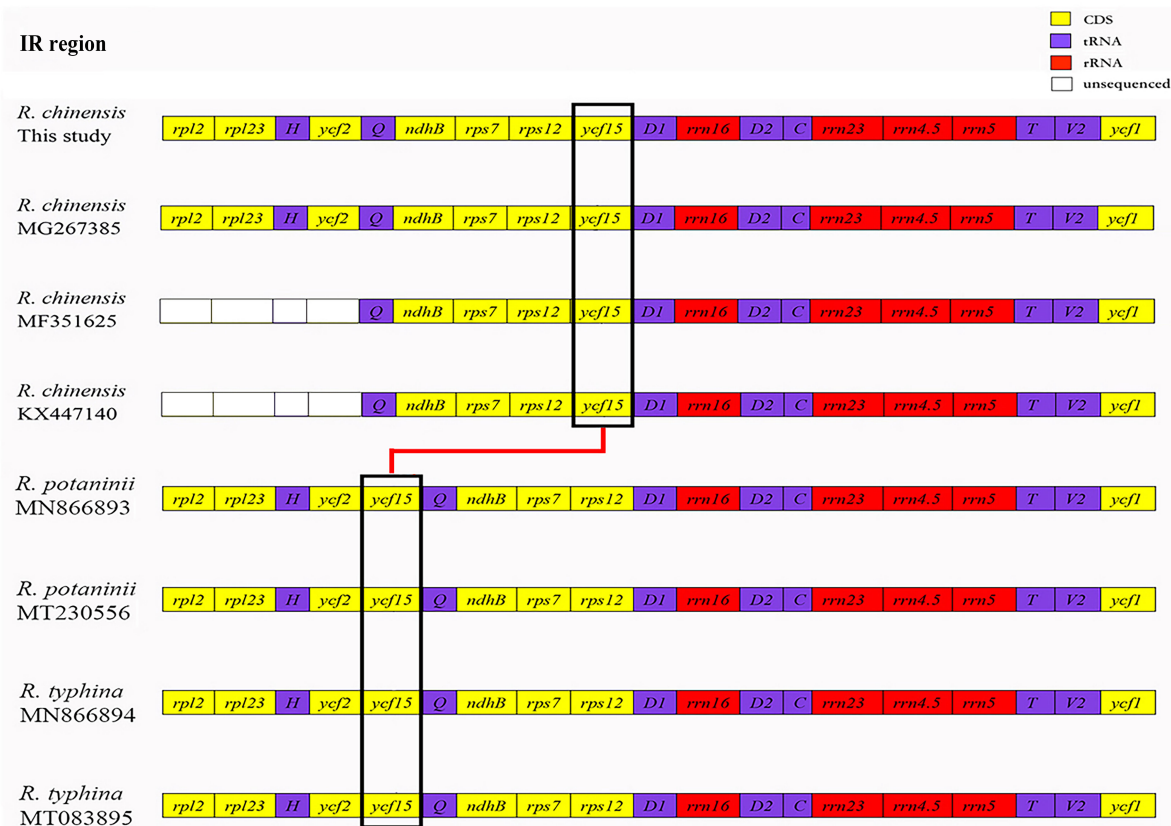 IR region
CDS
tRNA
rRNA
unsequenced
R. chinensis
This study
rpl2 rpl23 H ycf2 Q ndhB rps7 rps12 ycf15 D1 rrn16 D2 C rrn23 rrn4.5 rrn5 T V2 ycf1
R. chinensis
MG267385
rpl2 rpl23 H ycf2 Q ndhB rps7 rps12 ycf15 D1 rrn16 D2 C rrn23 rrn4.5 rrn5 T V2 ycf1
R. chinensis
MF351625
Q ndhB rps7 rps12 ycf15 D1 rrn16 D2 C rrn23 rrn4.5 rrn5 T V2 ycf1
R. chinensis
KX447140
Q ndhB rps7 rps12 ycf15 D1 rrn16 D2 C rrn23 rrn4.5 rrn5 T V2 ycf1
R. potaninii
MN866893
rpl2 rpl23 H ycf2 ycf15 Q ndhB rps7 rps12 D1 rrn16 D2 C rrn23 rrn4.5 rrn5 T V2 ycf1
R. potaninii
MT230556
rpl2 rpl23 H ycf2 ycf15 Q ndhB rps7 rps12 D1 rrn16 D2 C rrn23 rrn4.5 rrn5 T V2 ycf1
R. typhina
MN866894
rpl2 rpl23 H ycf2 ycf15 Q ndhB rps7 rps12 D1 rrn16 D2 C rrn23 rrn4.5 rrn5 T V2 ycf1
R. typhina
MT083895
rpl2 rpl23 H ycf2 ycf15 Q ndhB rps7 rps12 D1 rrn16 D2 C rrn23 rrn4.5 rrn5 T V2 ycf1